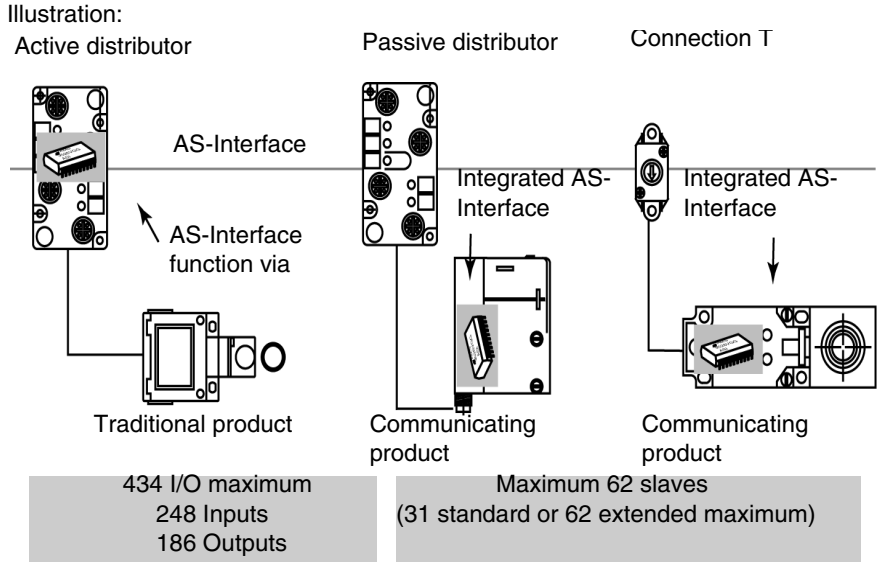 Illustration:
Active distributor
Passive distributor
Connection T
AS-Interface
Integrated AS-
Interface
Integrated AS-
Interface
AS-Interface
function via
Traditional product
Communicating
product
Communicating
product
434 I/O maximum
248 Inputs
186 Outputs
Maximum 62 slaves
(31 standard or 62 extended maximum)